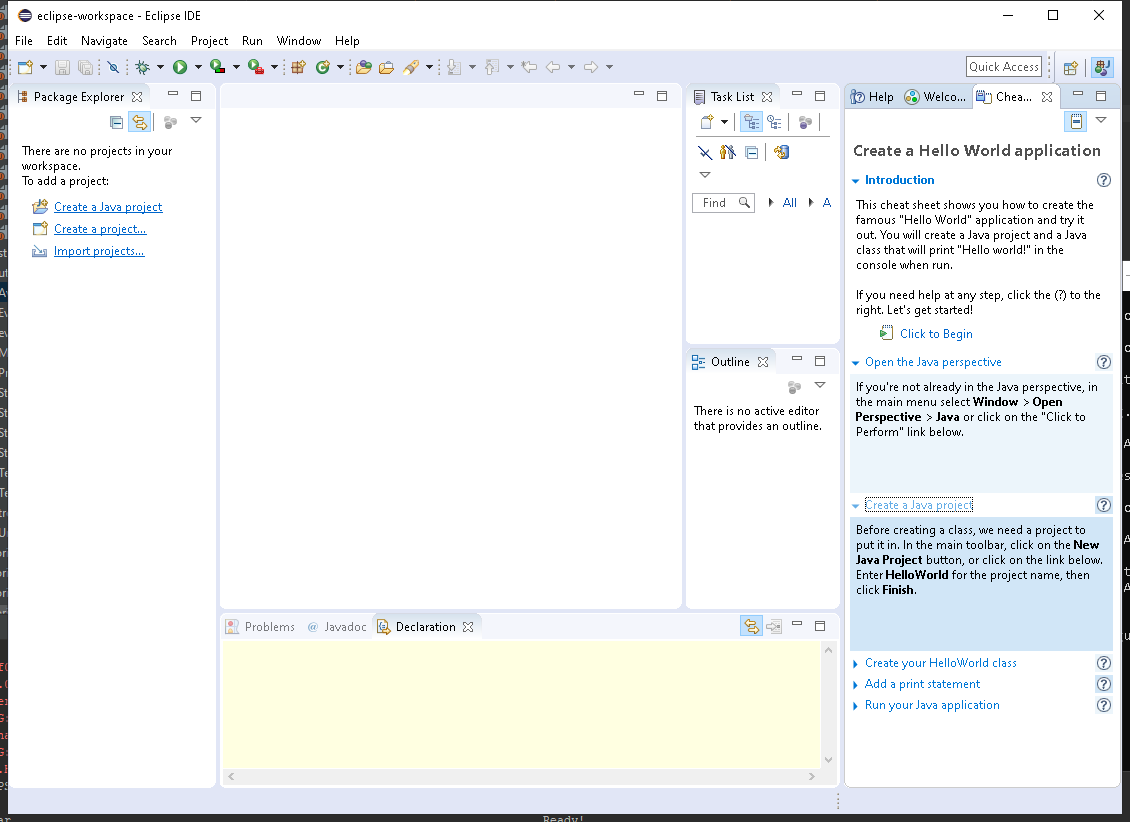 eclipse-workspace - Eclipse IDE
File Edit Navigate Search Project Run Window Help
Quick Access
Package Explorer
There are no projects in your
workspace.
To add a project:
Create a Java project
Create a project...
Import projects...
Task List
Find
All
A
Outline
There is no active editor
that provides an outline.
Problems
@ Javadoc
Declaration
Help
Welco...
Chea...
Create a Hello World application
Introduction
This cheat sheet shows you how to create the
famous "Hello World" application and try it
out. You will create a Java project and a Java
class that will print "Hello world!" in the
console when run.
If you need help at any step, click the (?) to the
right. Let's get started!
Click to Begin
Open the Java perspective
If you're not already in the Java perspective, in
the main menu select Window > Open
Perspective > Java or click on the "Click to
Perform" link below.
Create a Java project
Before creating a class, we need a project to
put it in. In the main toolbar, click on the New
Java Project button, or click on the link below.
Enter HelloWorld for the project name, then
click Finish.
Create your HelloWorld class
Add a print statement
Run your Java application
Ready!